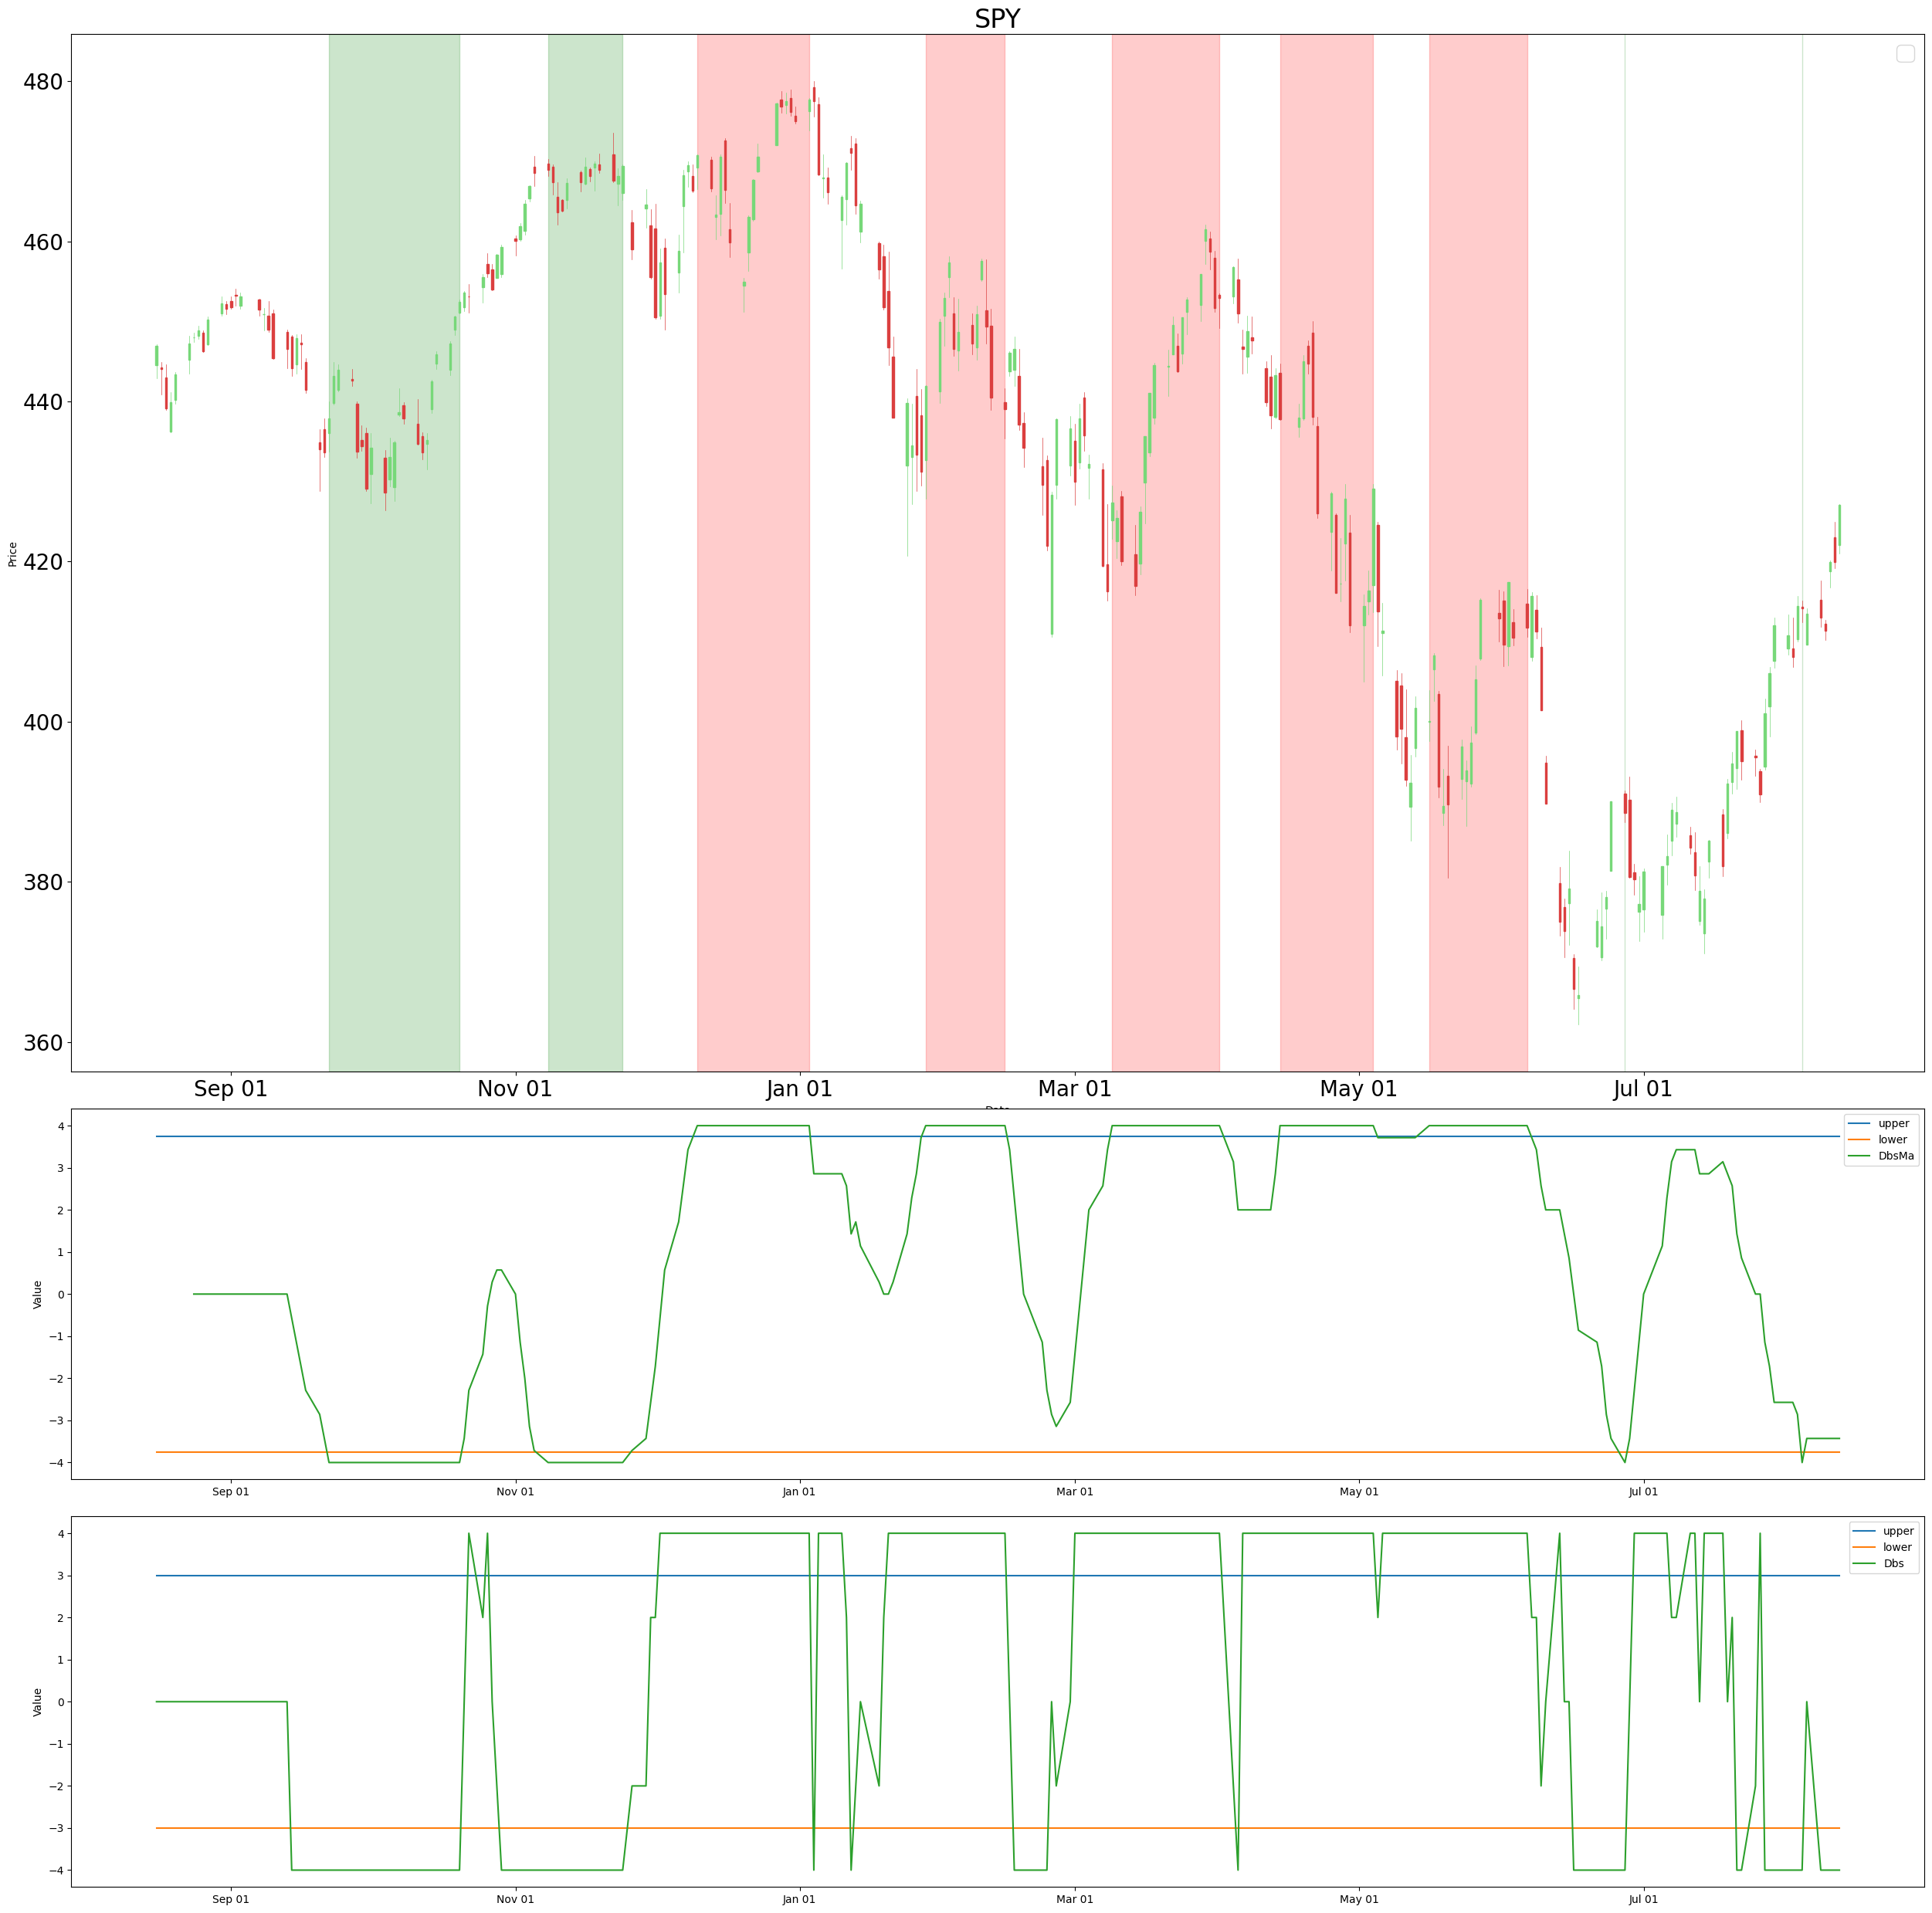 SPY
480
460
440
420
400
380
360
Price
Sep 01
Nov 01
Jan 01
Mar 01
May 01
Jul 01
4
3
2
1
0
−1
−2
−3
−4
Value
upper
lower
DbsMa
Sep 01
Nov 01
Jan 01
Mar 01
May 01
Jul 01
4
3
2
1
0
−1
−2
−3
−4
Value
upper
lower
Dbs
Sep 01
Nov 01
Jan 01
Mar 01
May 01
Jul 01